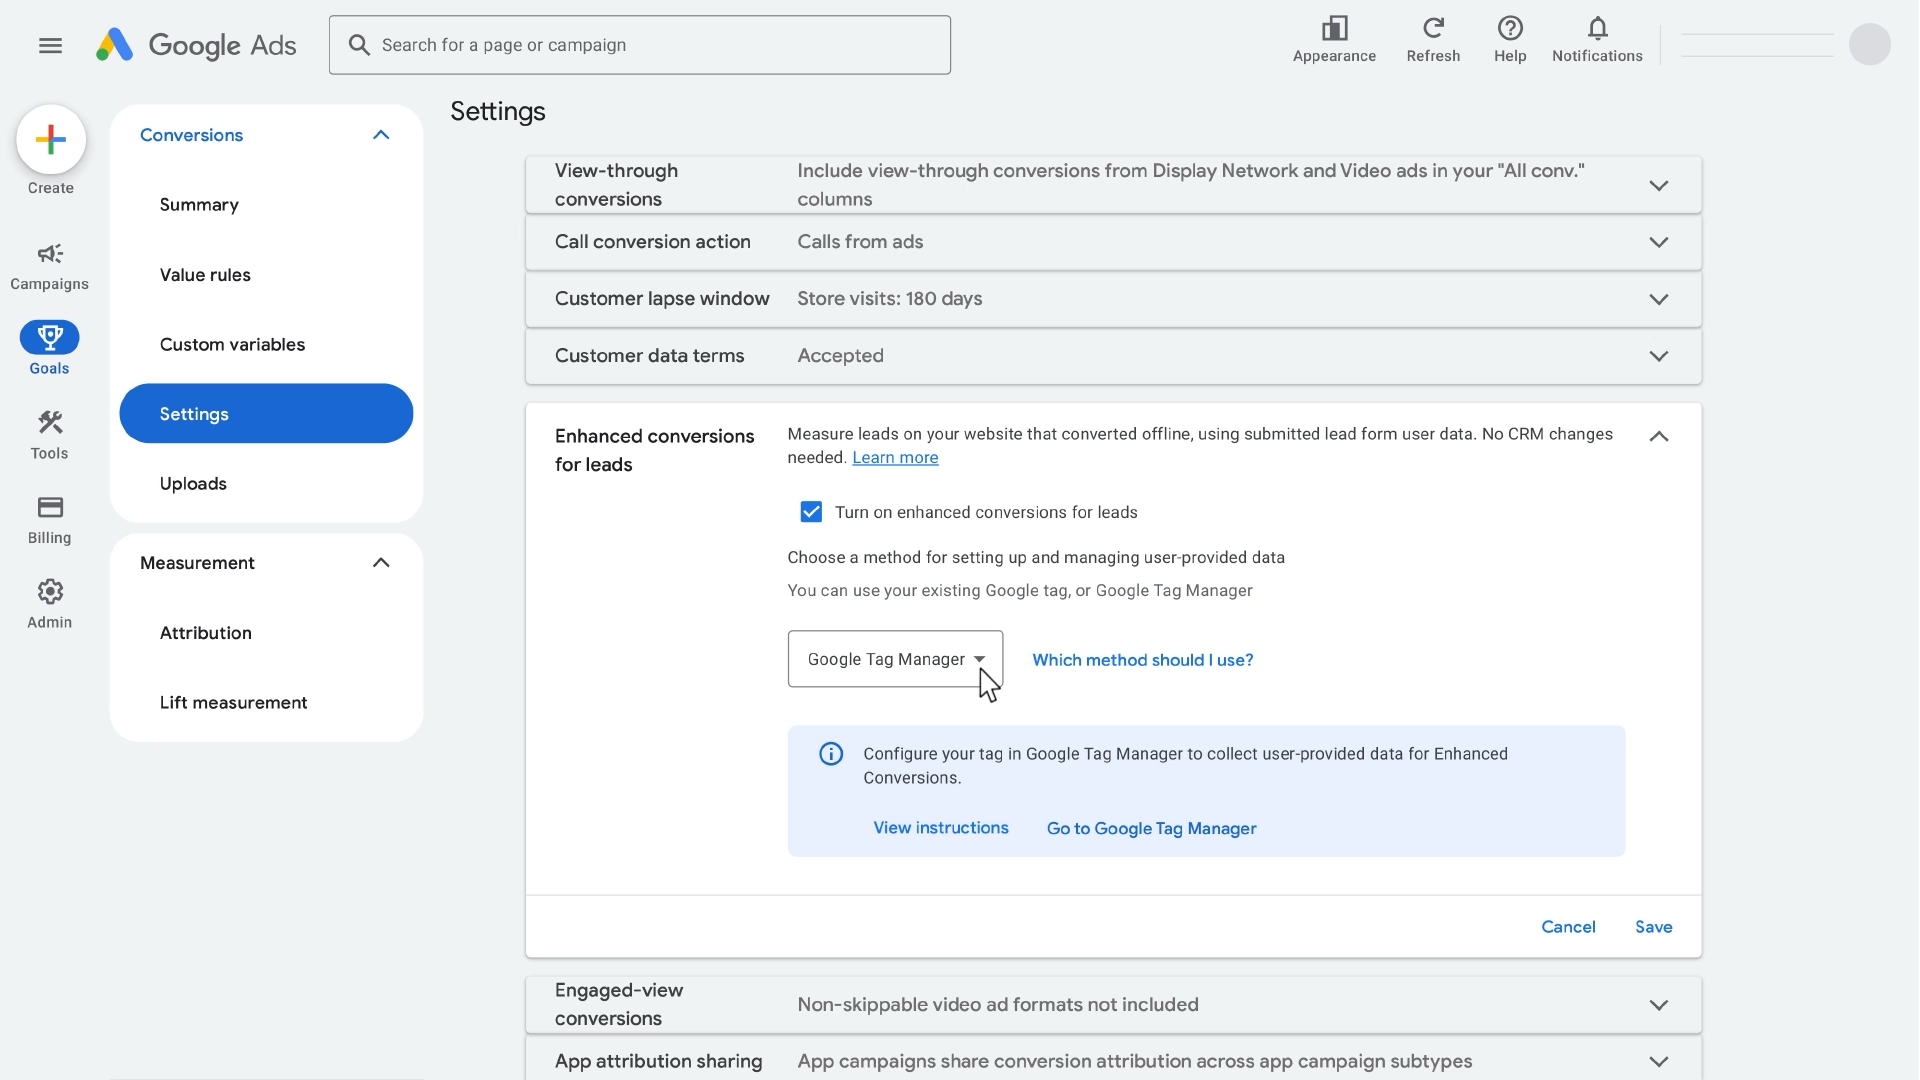 Google Ads
Search for a page or campaign
Appearance
Refresh
Help
Notifications
Create
Campaigns
Goals
Tools
Billing
Admin
Conversions
Summary
Value rules
Custom variables
Settings
Uploads
Measurement
Attribution
Lift measurement
Settings
View-through
conversions
Include view-through conversions from Display Network and Video ads in your "All conv."
columns
Call conversion action
Calls from ads
Customer lapse window
Store visits: 180 days
Customer data terms
Accepted
Enhanced conversions
for leads
Measure leads on your website that converted offline, using submitted lead form user data. No CRM changes
needed. Learn more
Turn on enhanced conversions for leads
Choose a method for setting up and managing user-provided data
You can use your existing Google tag, or Google Tag Manager
Google Tag Manager
Which method should I use?
Configure your tag in Google Tag Manager to collect user-provided data for Enhanced
Conversions.
View instructions
Go to Google Tag Manager
Cancel
Save
Engaged-view
conversions
Non-skippable video ad formats not included
App attribution sharing
App campaigns share conversion attribution across app campaign subtypes